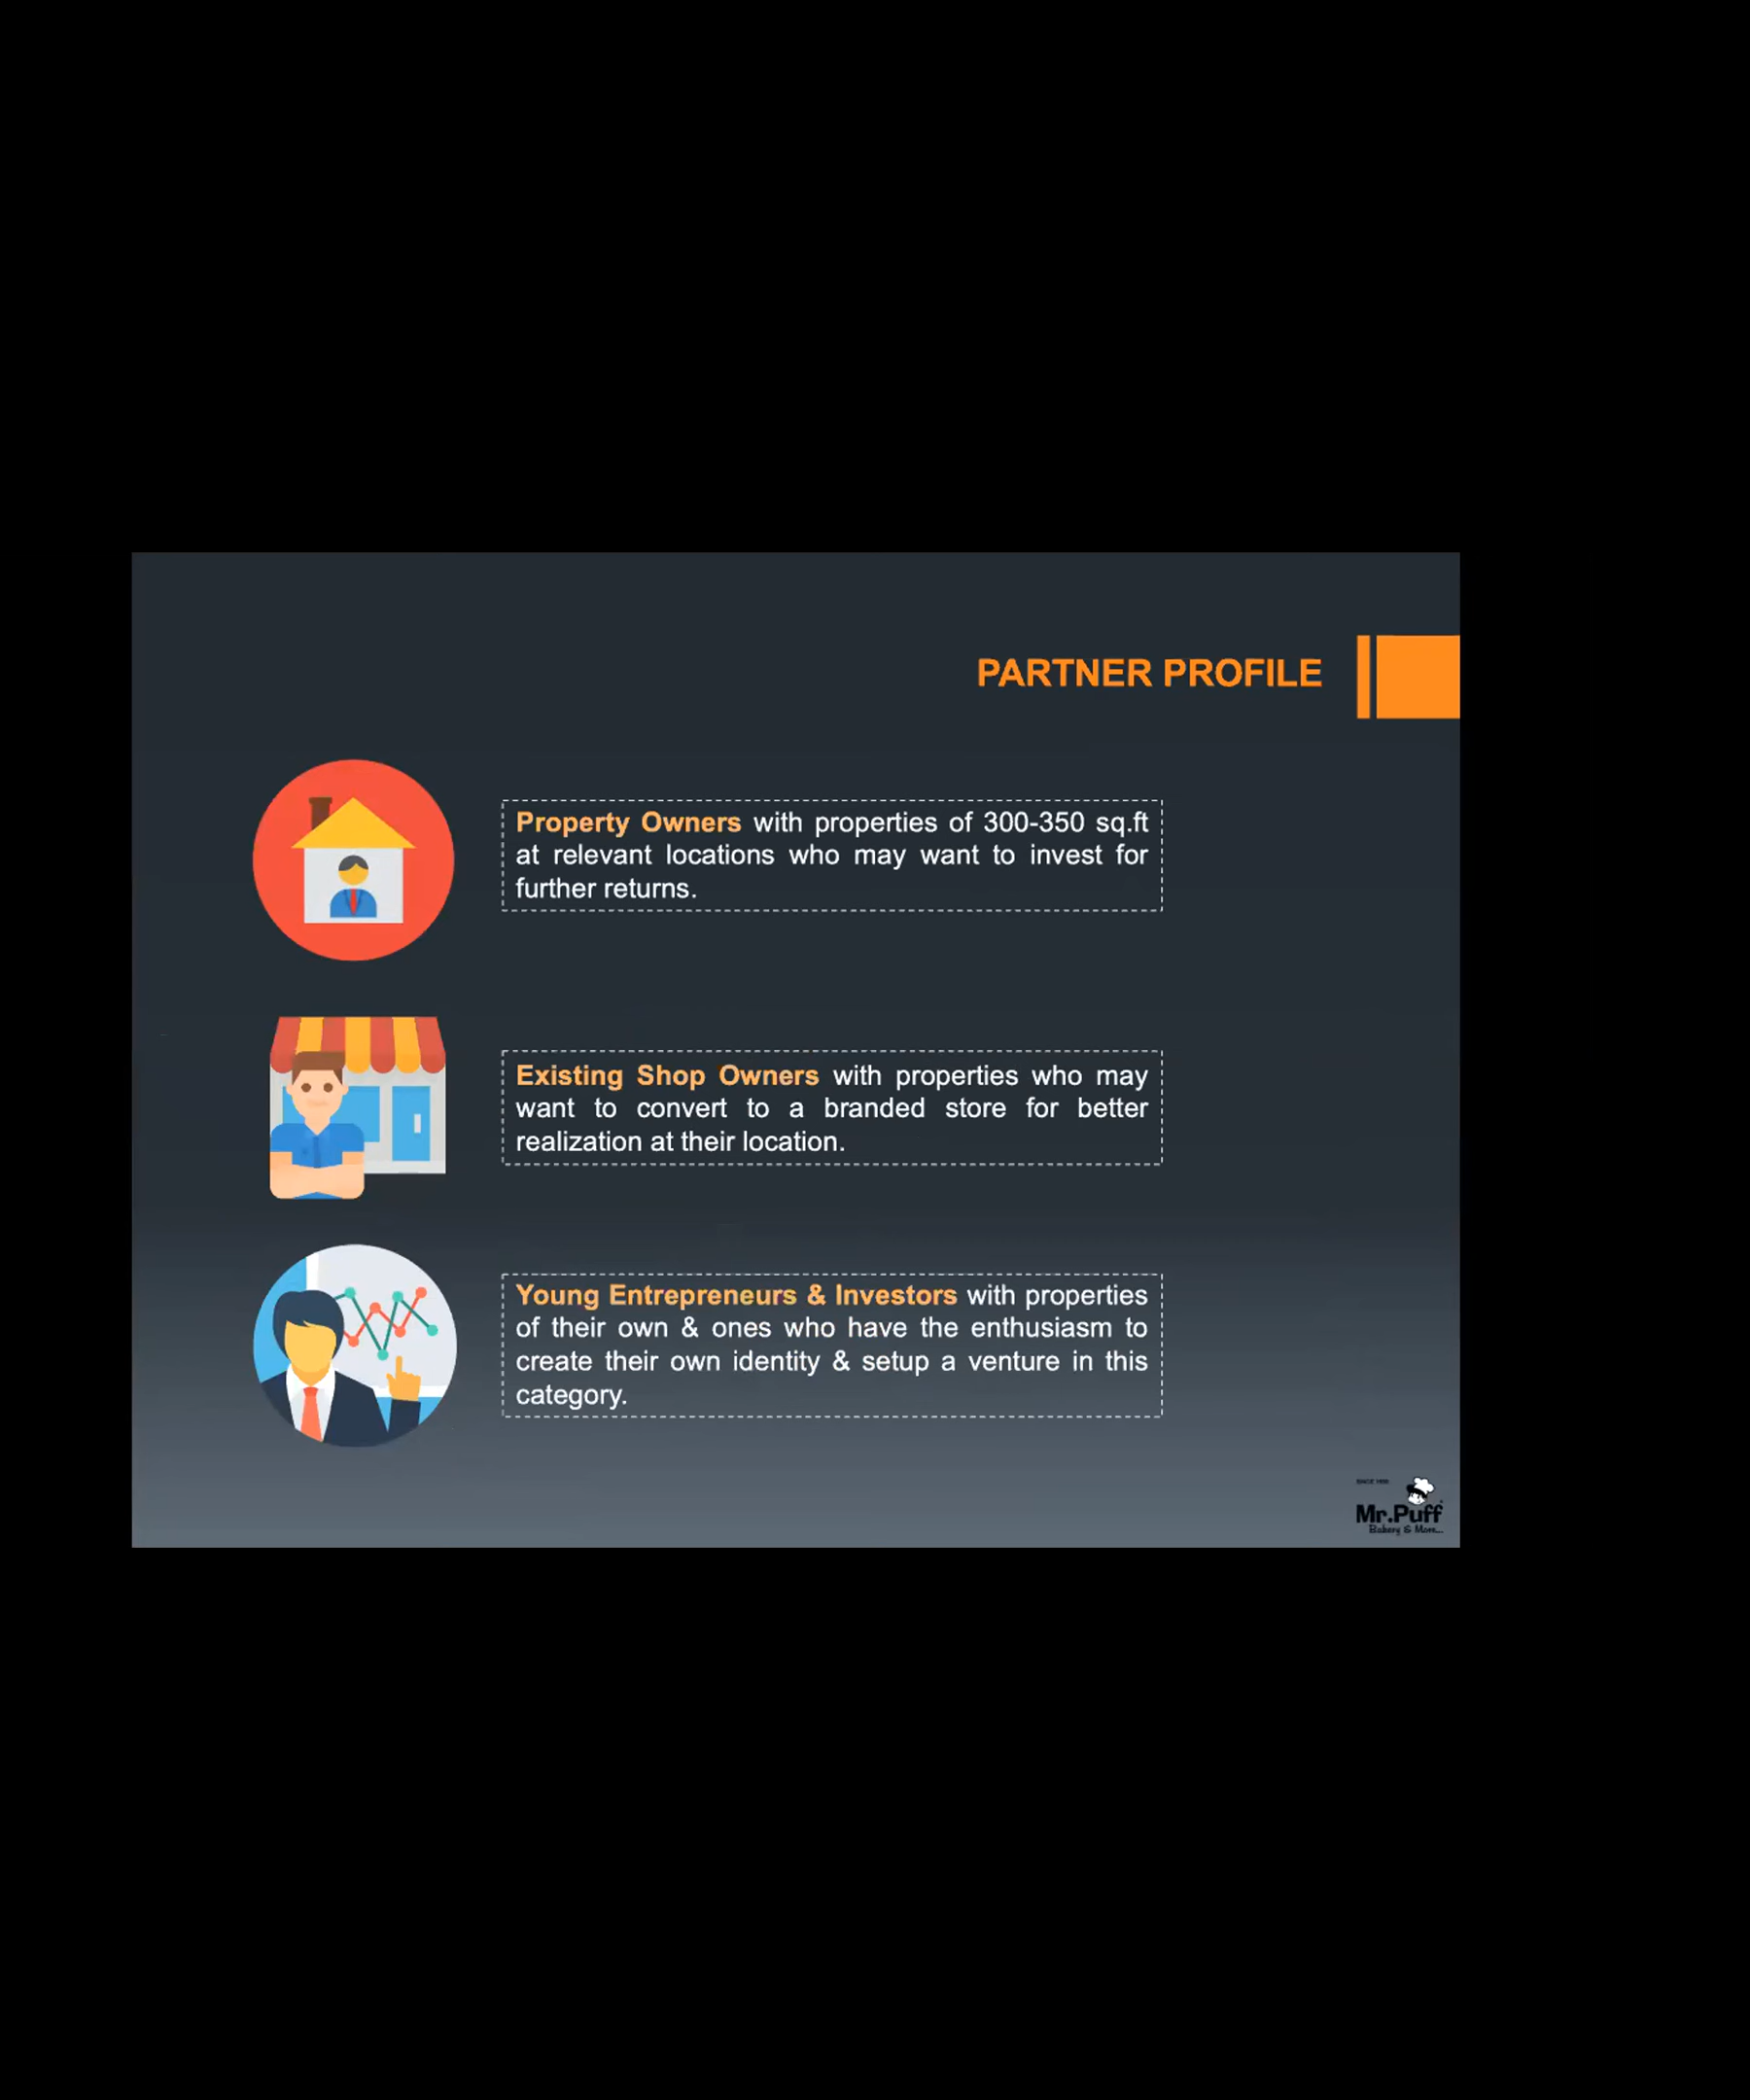 PARTNER PROFILE
Property Owners with properties of 300-350 sq.ft
at relevant locations who may want to invest for
further returns.
Existing Shop Owners with properties who may
want to convert to a branded store for better
realization at their location.
Young Entrepreneurs & Investors with properties
of their own & ones who have the enthusiasm to
create their own identity & setup a venture in this
category.
Mr.Puff
Bakery & More...